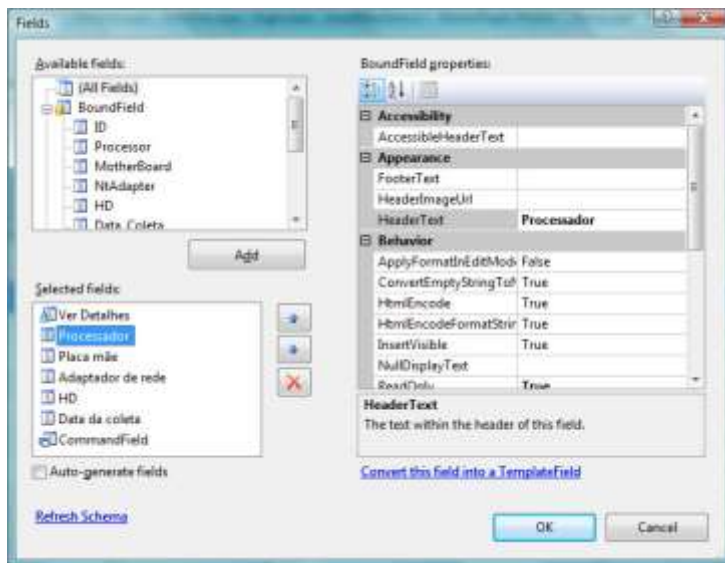 Fields
Available fields:
(All Fields)
BoundField
ID
Processor
MotherBoard
NtAdapter
HD
Data_Coleta
Add
Selected fields:
Ver Detalhes
Processador
Placa mãe
Adaptador de rede
HD
Data da coleta
CommandField
Auto-generate fields
Refresh Schema
BoundField properties:
Accessibility
AccessibleHeaderText
Appearance
FooterText
HeaderImageUrl
HeaderText Processador
Behavior
ApplyFormatInEditMod False
ConvertEmptyStringToN True
HtmlEncode True
HtmlEncodeFormatStrin True
InsertVisible True
NullDisplayText
ReadOnly True
HeaderText
The text within the header of this field.
Convert this field into a TemplateField
OK Cancel